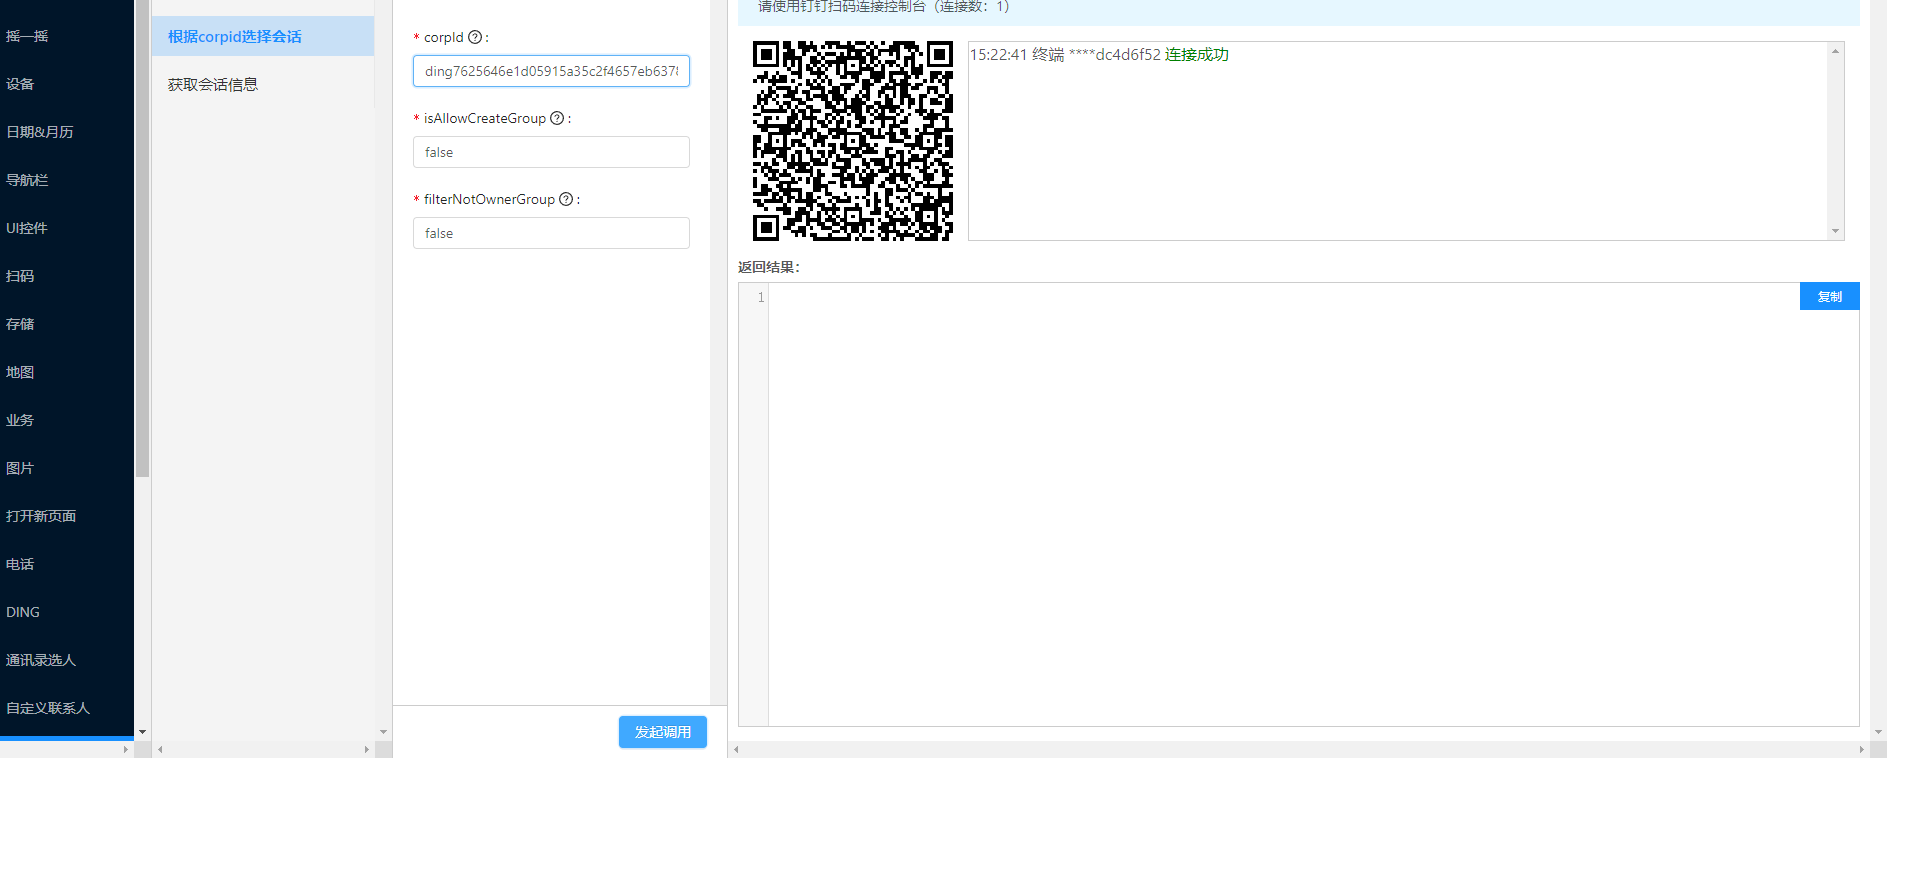 摇一摇
设备
日期&月历
导航栏
UI控件
扫码
存储
地图
业务
图片
打开新页面
电话
DING
通讯录选人
自定义联系人
根据corpid选择会话
获取会话信息
* corpId ? :
ding7625646e1d05915a35c2f4657eb6378
* isAllowCreateGroup ? :
false
* filterNotOwnerGroup ? :
false
发起调用
请使用钉钉扫码连接控制台（连接数：1）
15:22:41 终端 ****dc4d6f52 连接成功
返回结果：
复制
1